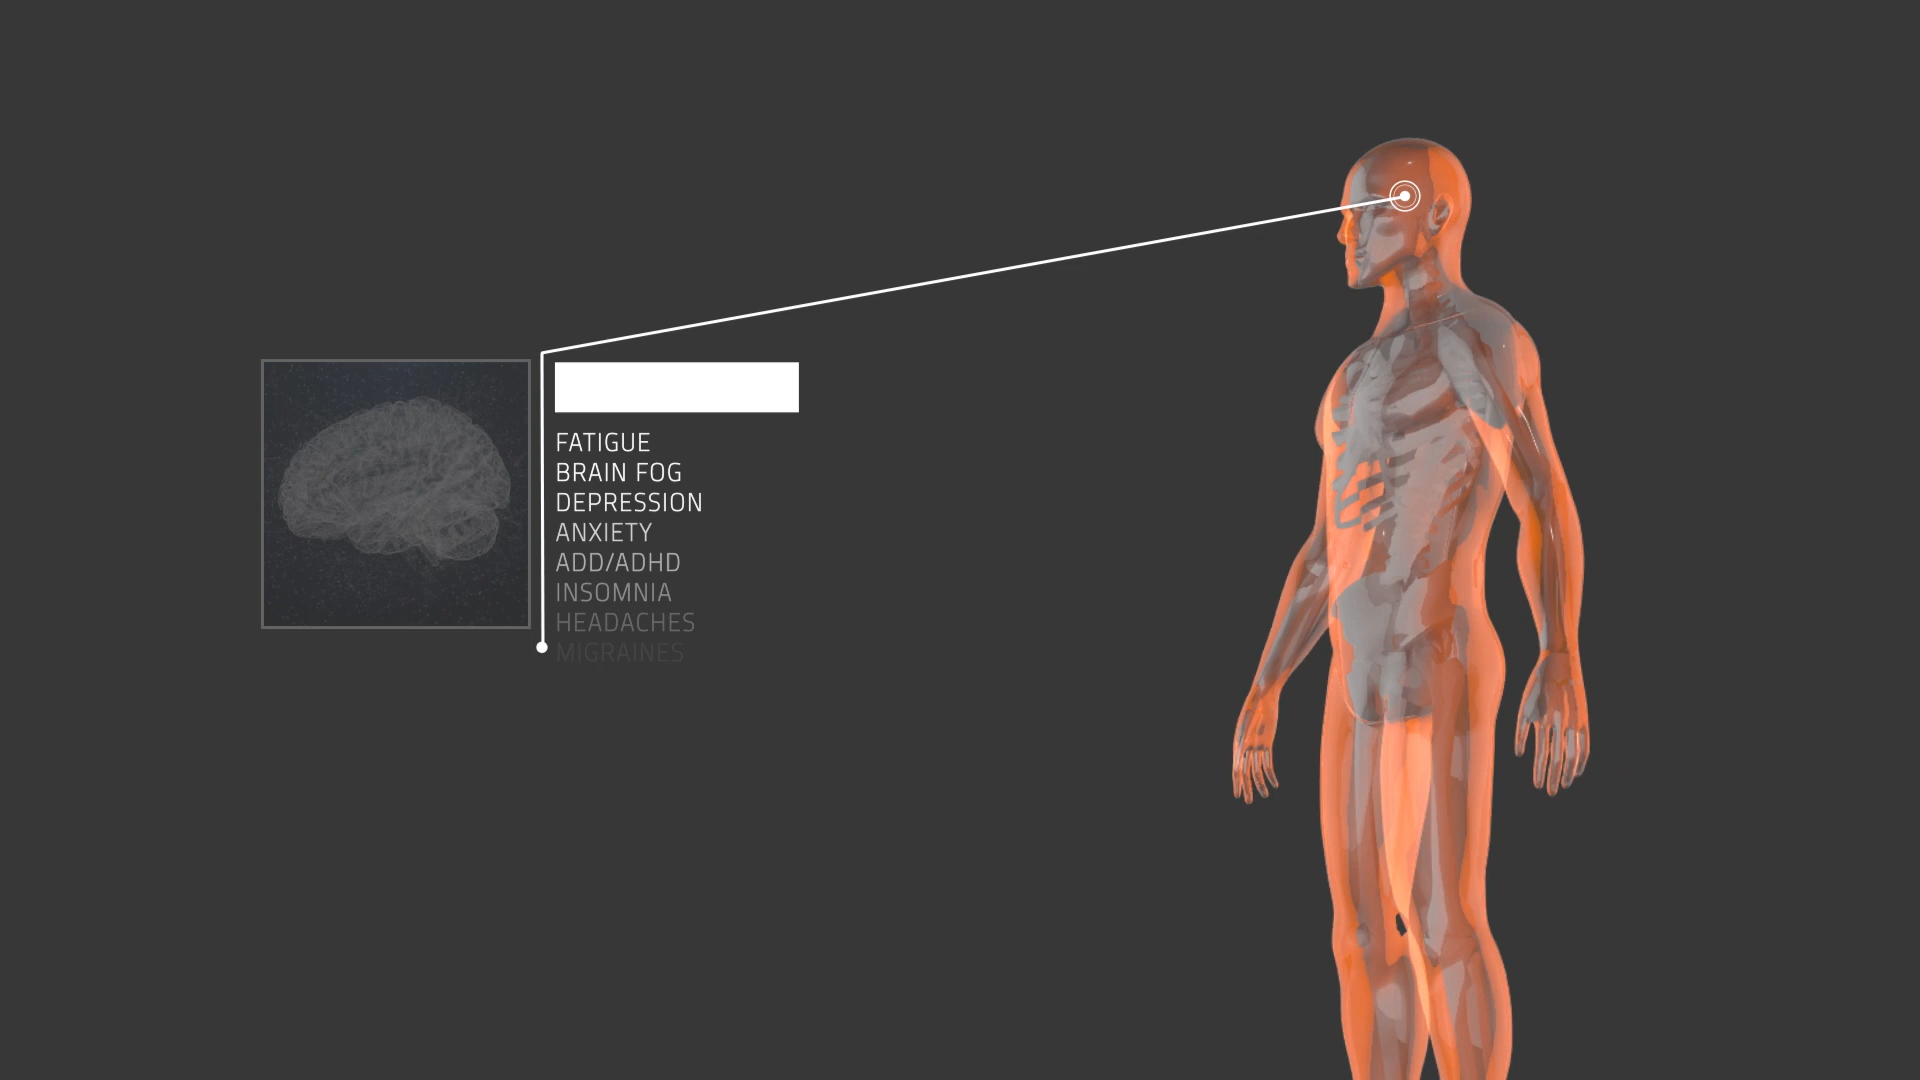 FATIGUE
BRAIN FOG
DEPRESSION
ANXIETY
ADD/ADHD
INSOMNIA
HEADACHES
MIGRAINES